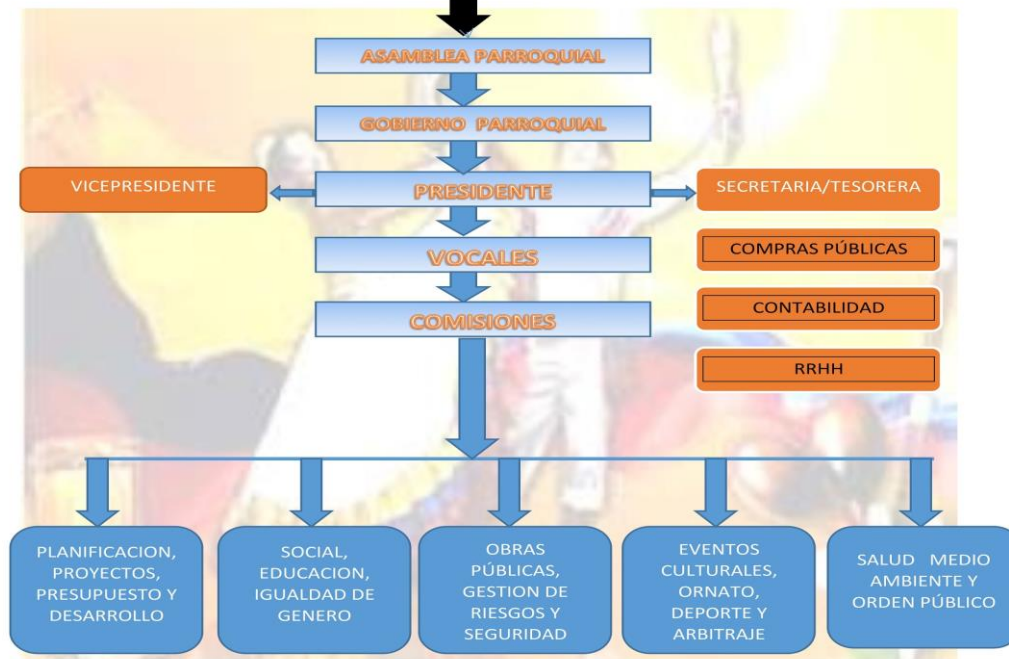 ASAMBLEA PARROQUIAL
GOBIERNO PARROQUIAL
VICEPRESIDENTE
PRESIDENTE
SECRETARIA/TESORERA
VOCALES
COMPRAS PÚBLICAS
COMISIONES
CONTABILIDAD
RRHH
PLANIFICACION,
PROYECTOS,
PRESUPUESTO Y
DESARROLLO
SOCIAL,
EDUCACION,
IGUALDAD DE
GENERO
OBRAS
PÚBLICAS,
GESTION DE
RIESGOS Y
SEGURIDAD
EVENTOS
CULTURALES,
ORNATO,
DEPORTE Y
ARBITRAJE
SALUD MEDIO
AMBIENTE Y
ORDEN PÚBLICO